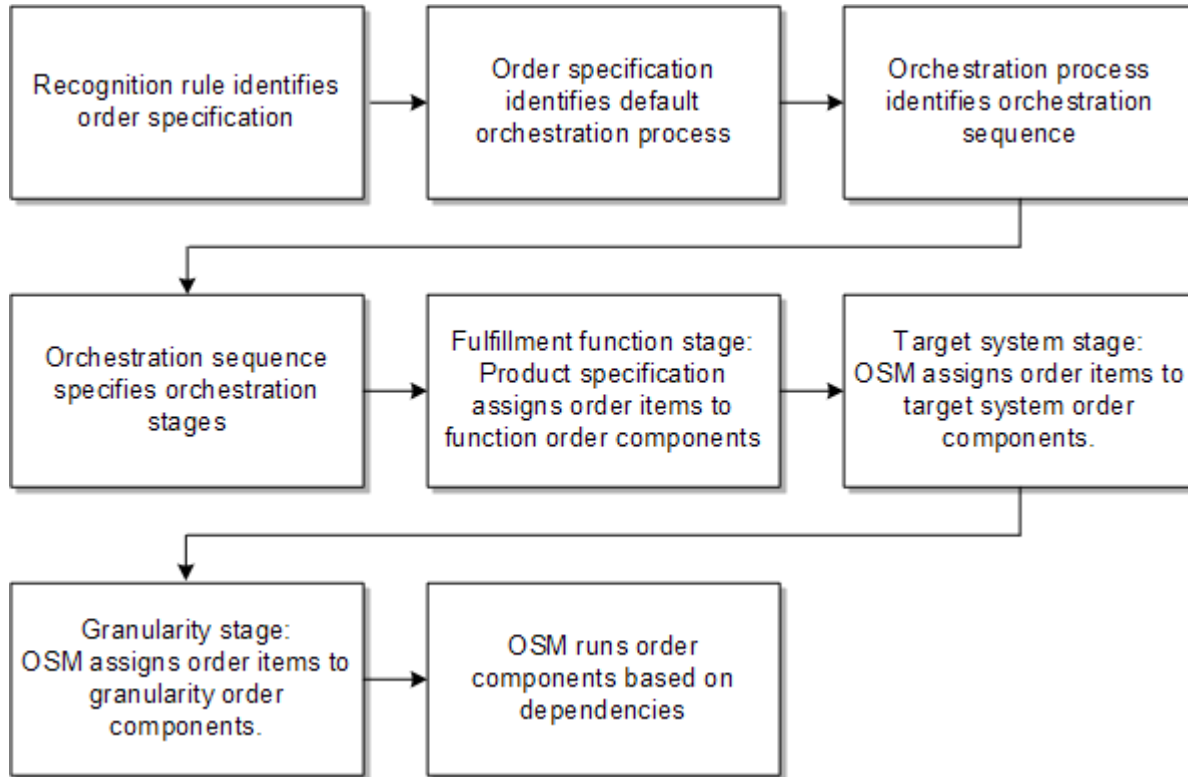 Recognition rule identifies
order specification
Order specification
identifies default
orchestration process
Orchestration process
identifies orchestration
sequence
Orchestration sequence
specifies orchestration
stages
Fulfillment function stage:
Product specification
assigns order items to
function order components
Target system stage:
OSM assigns order items to
target system order
components.
Granularity stage:
OSM assigns order items to
granularity order
components.
OSM runs order
components based on
dependencies